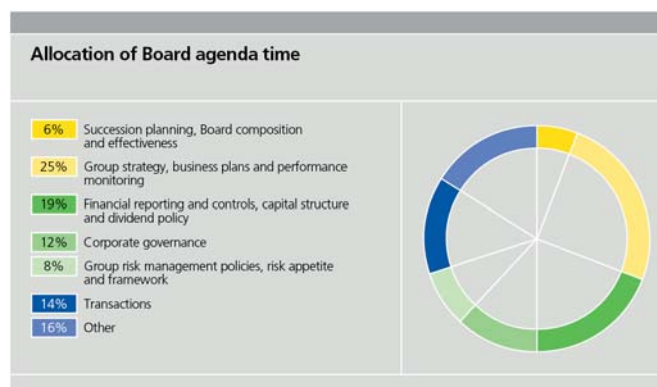 Allocation of Board agenda time
6% Succession planning, Board composition
and effectiveness
25% Group strategy, business plans and performance
monitoring
19% Financial reporting and controls, capital structure
and dividend policy
12% Corporate governance
8% Group risk management policies, risk appetite
and framework
14% Transactions
16% Other